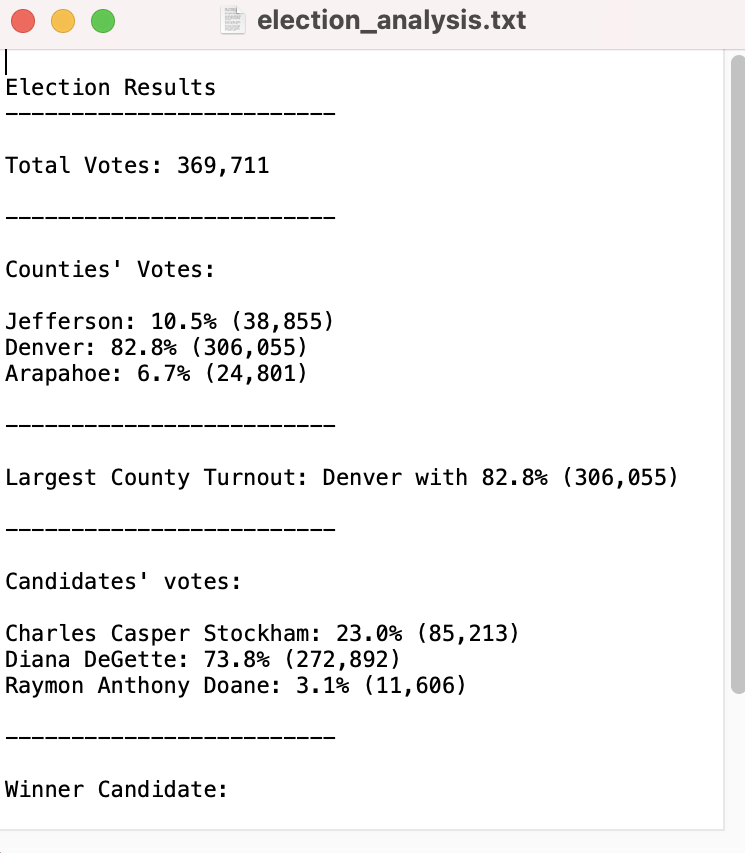 election_analysis.txt
Election Results
-------------------------
Total Votes: 369,711
-------------------------
Counties' Votes:
Jefferson: 10.5% (38,855)
Denver: 82.8% (306,055)
Arapahoe: 6.7% (24,801)
-------------------------
Largest County Turnout: Denver with 82.8% (306,055)
-------------------------
Candidates' votes:
Charles Casper Stockham: 23.0% (85,213)
Diana DeGette: 73.8% (272,892)
Raymon Anthony Doane: 3.1% (11,606)
-------------------------
Winner Candidate: